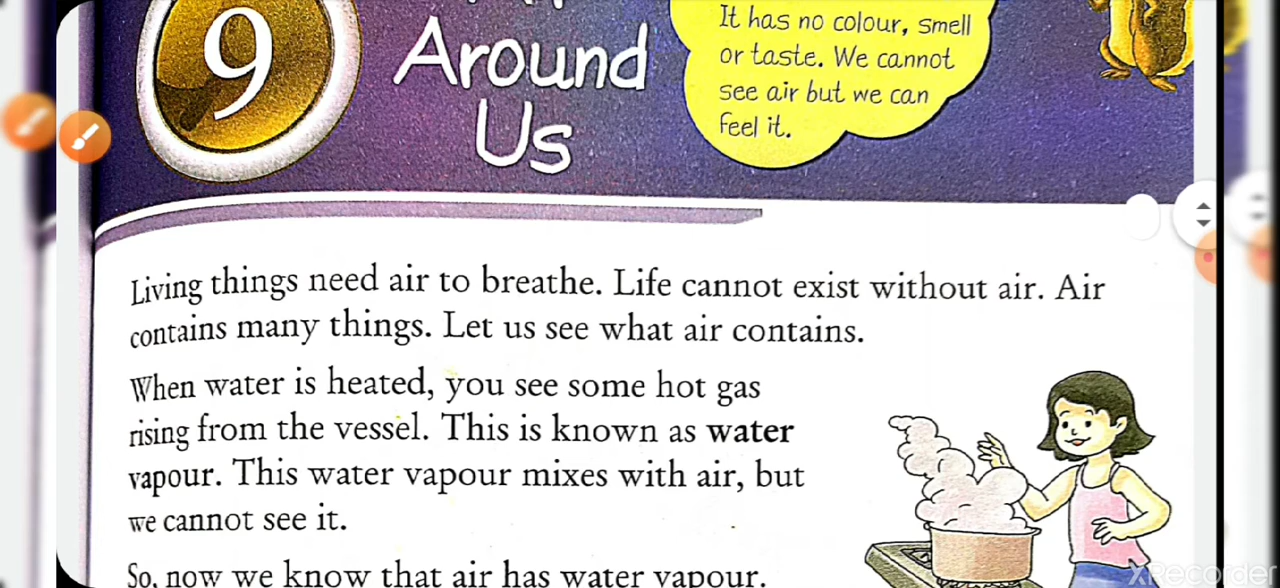 9
Around
Us
It has no colour, smell
or taste. We cannot
see air but we can
feel it.
Living things need air to breathe. Life cannot exist without air. Air
contains many things. Let us see what air contains.
When water is heated, you see some hot gas
rising from the vessel. This is known as water
vapour. This water vapour mixes with air, but
we cannot see it.
So, now we know that air has water vapour.
XRecorder